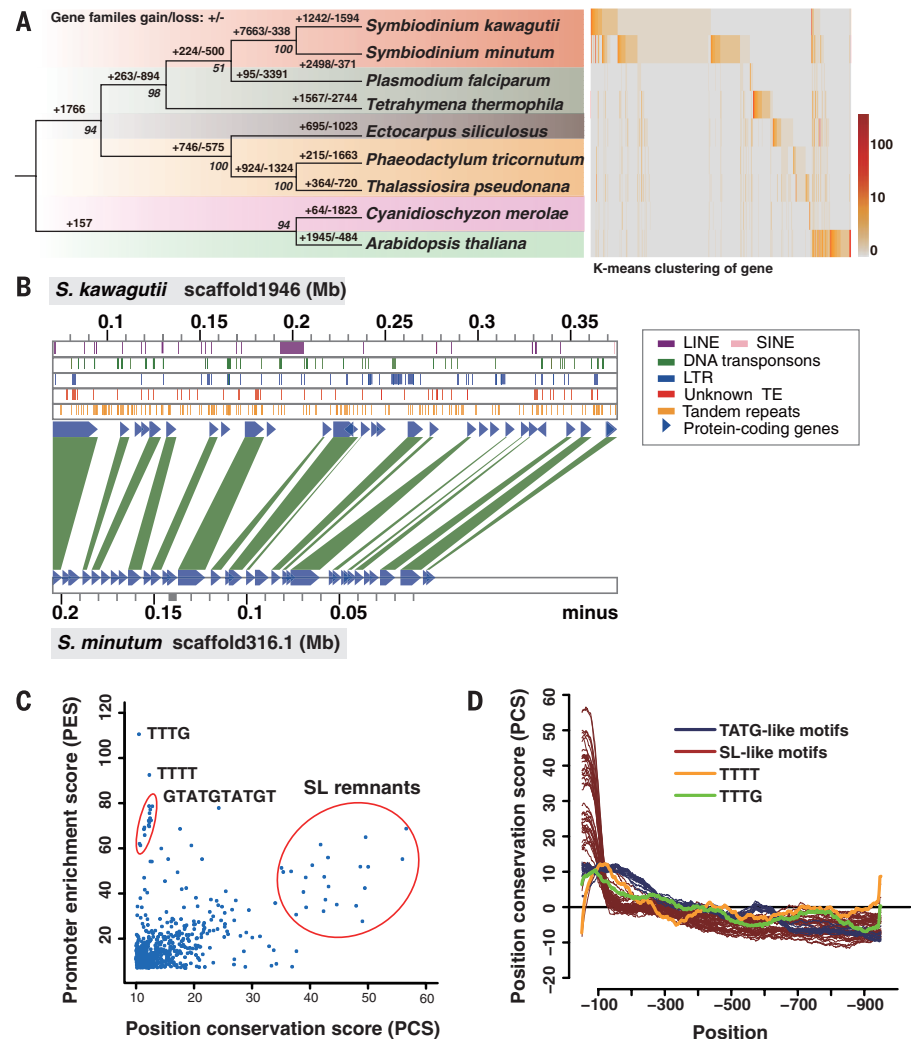 A
Gene familes gain/loss: +/-
+1242/-1594
Symbiodinium kawagutii
+7663/-338
100
Symbiodinium minutum
+224/-500
+2498/-371
51
+95/-3391
Plasmodium falciparum
+263/-894
98
+1567/-2744
Tetrahymena thermophila
+1766
94
+695/-1023
Ectocarpus siliculosus
+746/-575
100
+215/-1663
Phaeodactylum tricornutum
+924/-1324
100
+364/-720
Thalassiosira pseudonana
+64/-1823
Cyanidioschyzon merolae
+157
94
+1945/-484
Arabidopsis thaliana
100
10
0
K-means clustering of gene
B
S. kawagutii scaffold1946 (Mb)
0.1 0.15 0.2 0.25 0.3 0.35
LINE SINE
DNA transponsons
LTR
Unknown TE
Tandem repeats
Protein-coding genes
0.2 0.15 0.1 0.05 minus
S. minutum scaffold316.1 (Mb)
C
Promoter enrichment score (PES)
120
100
80
60
40
20
TTTG
TTTT
GTATGTATGT
SL remnants
10 20 30 40 50 60
Position conservation score (PCS)
D
Position conservation score (PCS)
60
50
40
30
20
10
0
−10
−20
TATG-like motifs
SL-like motifs
TTTT
TTTG
−100 −300 −500 −700 −900
Position